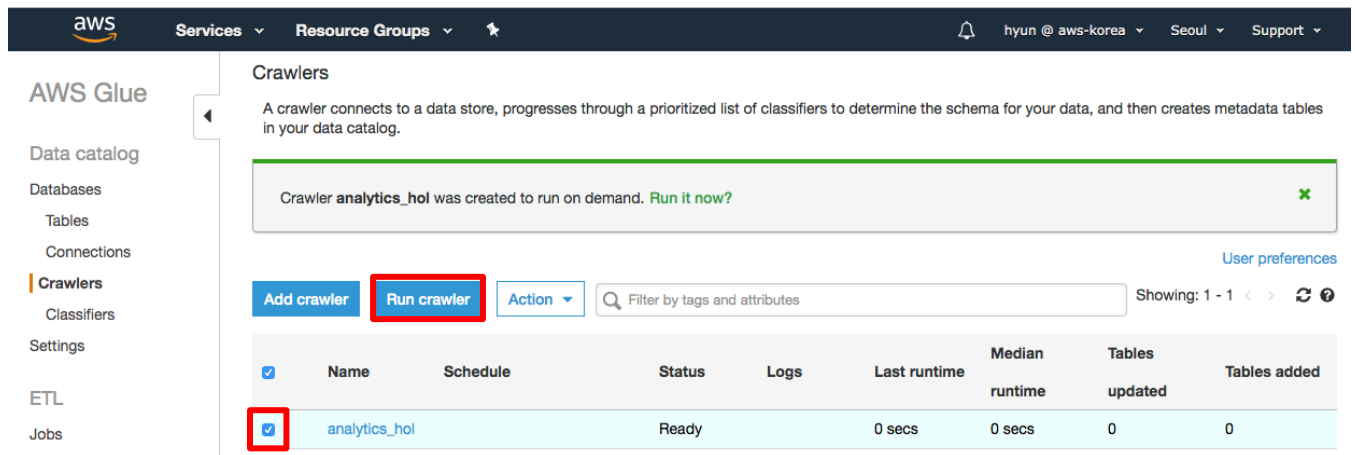 aws Services Resource Groups hyun @ aws-korea Seoul Support
AWS Glue
Data catalog
Databases
Tables
Connections
Crawlers
Classifiers
Settings
ETL
Jobs
Crawlers
A crawler connects to a data store, progresses through a prioritized list of classifiers to determine the schema for your data, and then creates metadata tables
in your data catalog.
Crawler analytics_hol was created to run on demand. Run it now?
User preferences
Add crawler Run crawler Action Filter by tags and attributes Showing: 1 - 1
Name Schedule Status Logs Last runtime Median runtime Tables updated Tables added
analytics_hol Ready 0 secs 0 secs 0 0